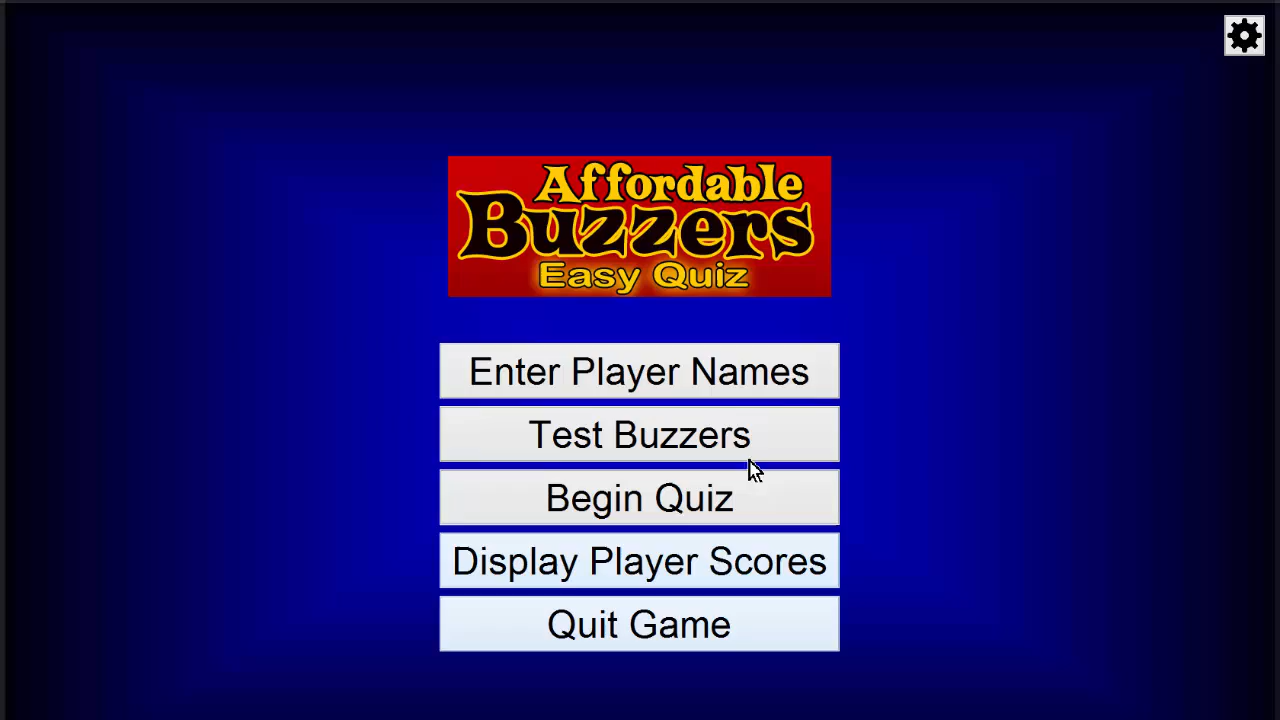 Affordable
Buzzers
Easy Quiz
Enter Player Names
Test Buzzers
Begin Quiz
Display Player Scores
Quit Game